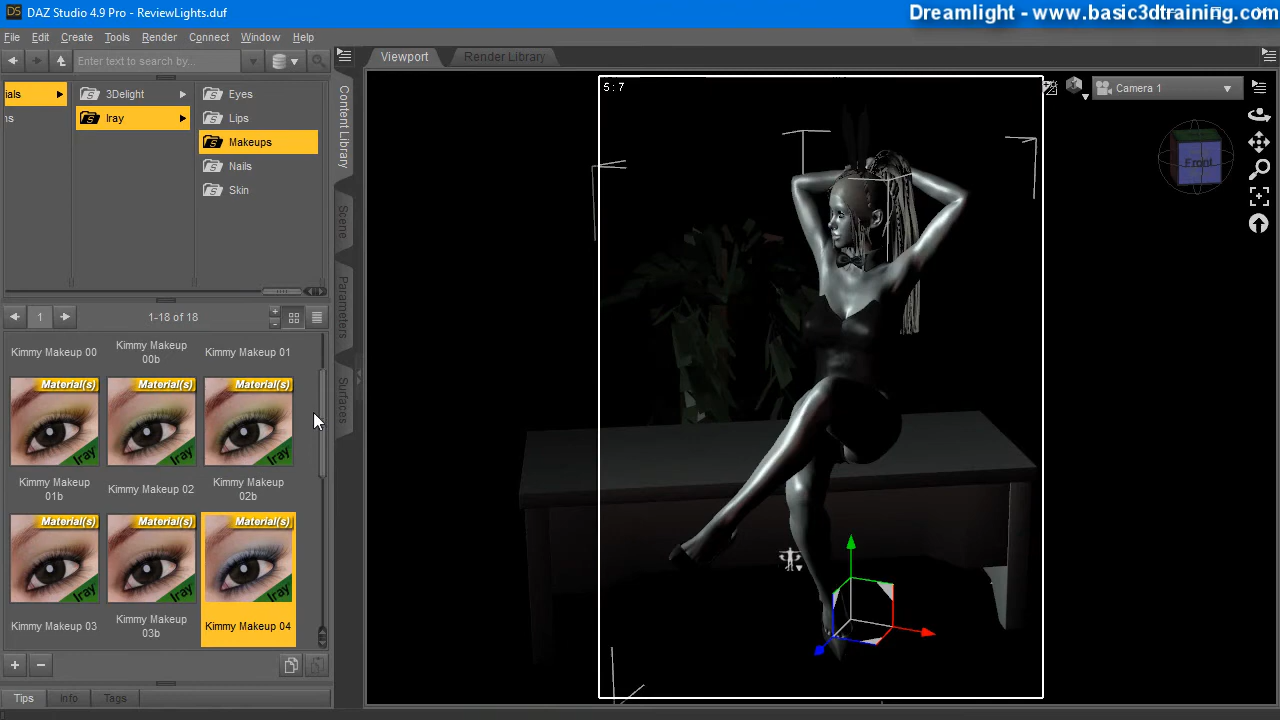 DS DAZ Studio 4.9 Pro - ReviewLights.duf
Dreamlight - www.basic3dtraining.com
File Edit Create Tools Render Connect Window Help
Enter text to search by...
Viewport Render Library
ials 3Delight Eyes
ns Iray Lips
Makeups
Nails
Skin
Content Library
Scene
Parameters
Surfaces
5 : 7
Camera 1
Front
1 1-18 of 18
Kimmy Makeup 00 Kimmy Makeup 00b Kimmy Makeup 01
Material(s) Material(s) Material(s)
Iray Iray Iray
Kimmy Makeup 01b Kimmy Makeup 02 Kimmy Makeup 02b
Material(s) Material(s) Material(s)
Iray Iray Iray
Kimmy Makeup 03 Kimmy Makeup 03b Kimmy Makeup 04
Tips Info Tags